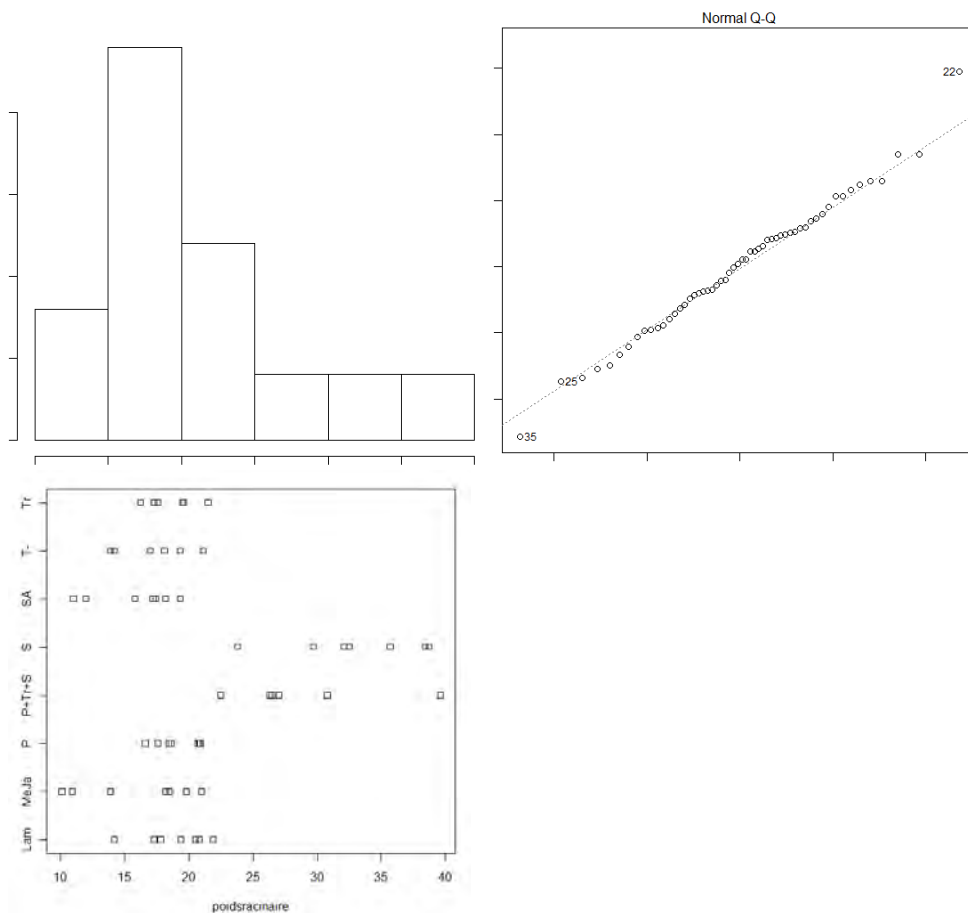 Normal Q-Q
22
25
35
Tr
T-
SA
S
P+Tr+S
P
MeJa
Lam
10 15 20 25 30 35 40
poidsracinaire